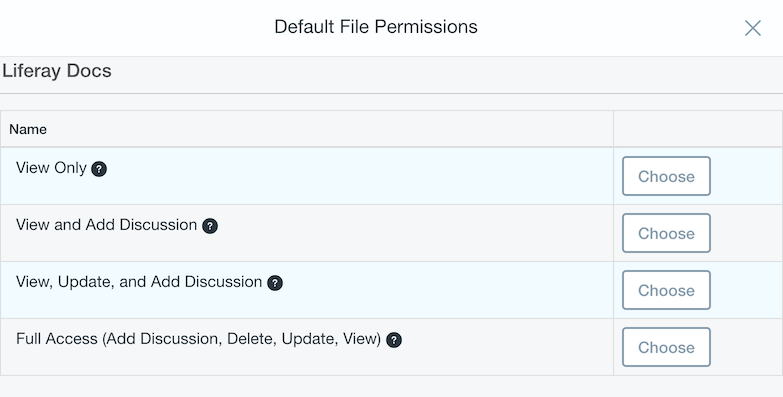 Default File Permissions
Liferay Docs
Name
View Only ?
Choose
View and Add Discussion ?
Choose
View, Update, and Add Discussion ?
Choose
Full Access (Add Discussion, Delete, Update, View) ?
Choose